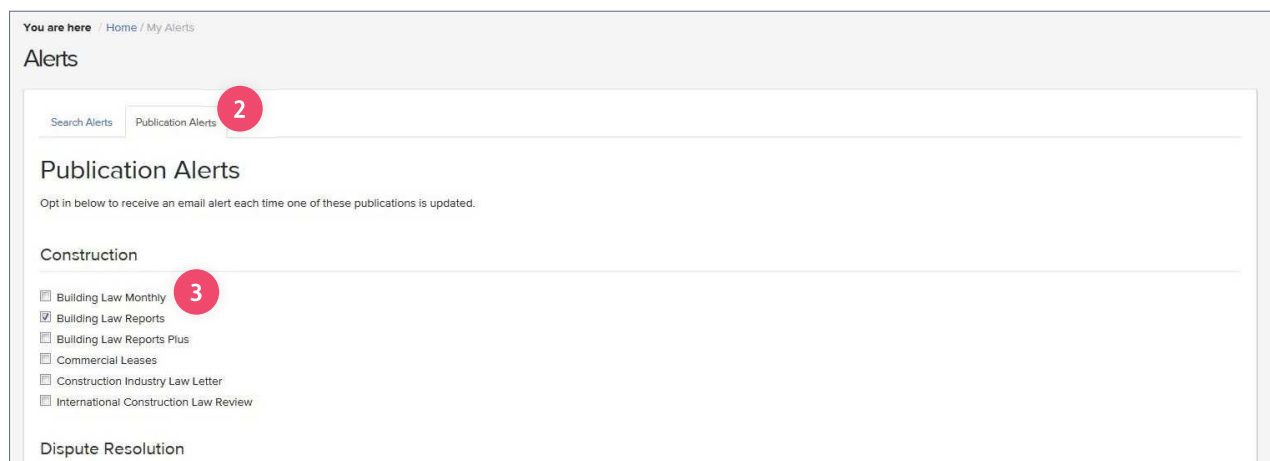 You are here / Home / My Alerts
Alerts
Search Alerts Publication Alerts 2
Publication Alerts
Opt in below to receive an email alert each time one of these publications is updated.
Construction
Building Law Monthly 3
Building Law Reports
Building Law Reports Plus
Commercial Leases
Construction Industry Law Letter
International Construction Law Review
Dispute Resolution